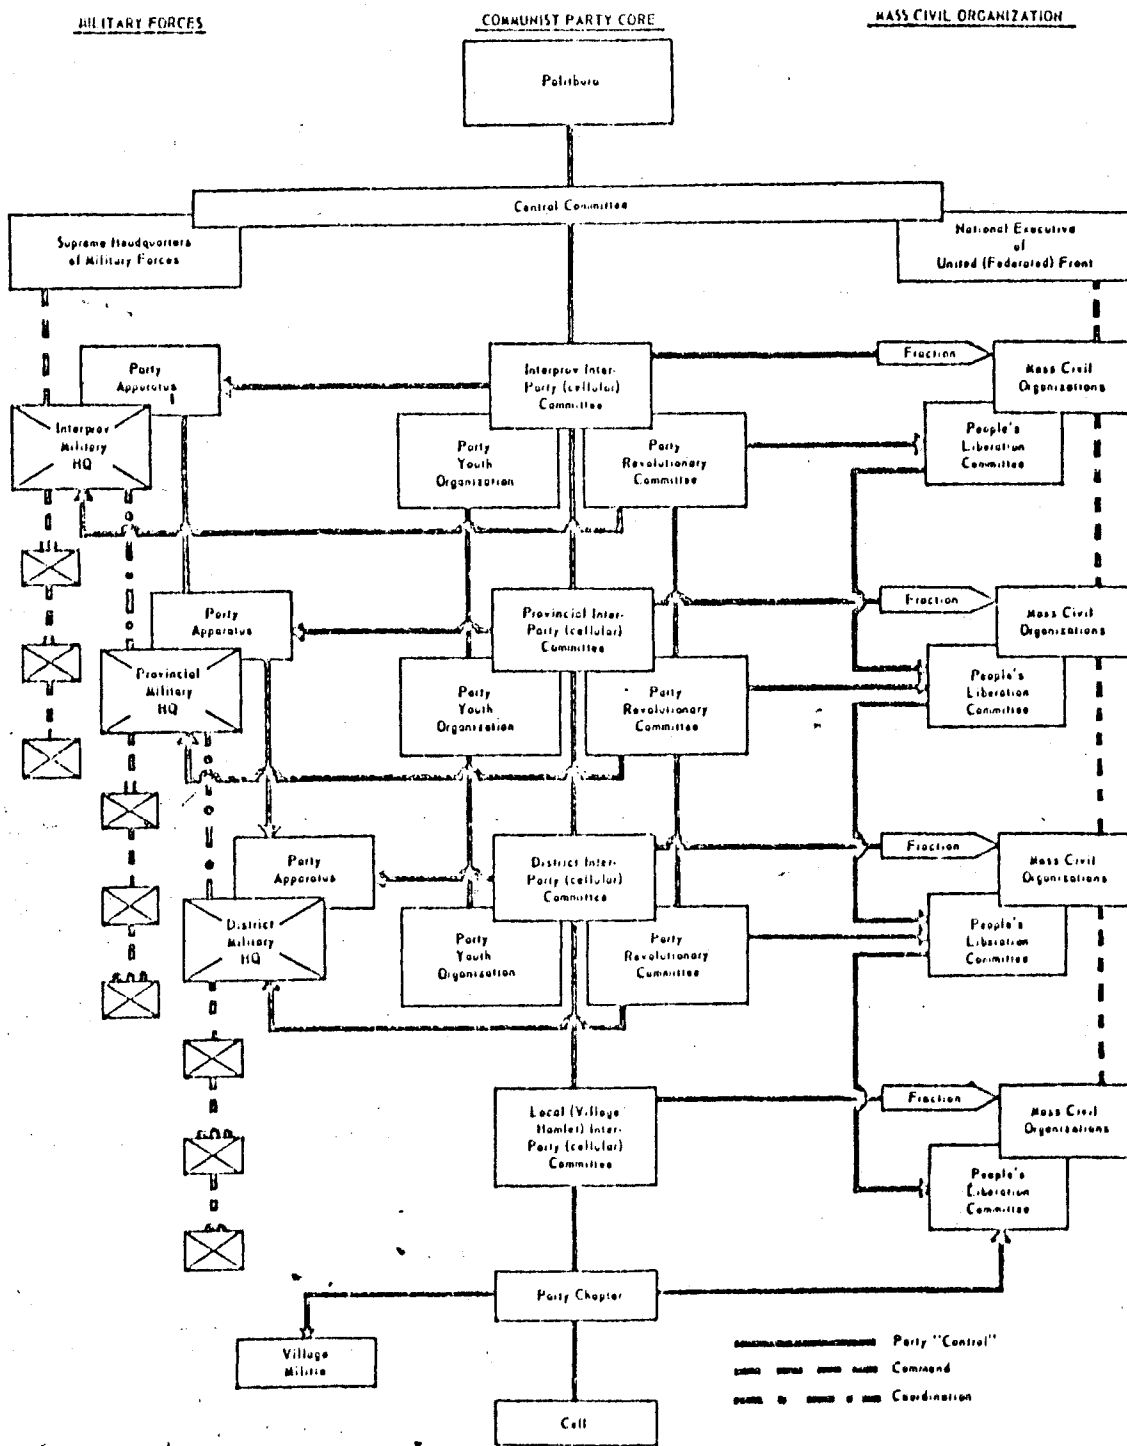 MILITARY FORCES
COMMUNIST PARTY CORE
MASS CIVIL ORGANIZATION
Politburo
Central Committee
Supreme Headquarters
of Military Forces
National Executive
of
United (Federated) Front
Party
Apparatus
Interprov
Military
HQ
Interprov Inter-
Party (cellular)
Committee
Party
Youth
Organization
Party
Revolutionary
Committee
Fraction
Mass Civil
Organizations
People's
Liberation
Committee
Party
Apparatus
Provincial
Military
HQ
Provincial Inter-
Party (cellular)
Committee
Party
Youth
Organization
Party
Revolutionary
Committee
Fraction
Mass Civil
Organizations
People's
Liberation
Committee
Party
Apparatus
District
Military
HQ
District Inter-
Party (cellular)
Committee
Party
Youth
Organization
Party
Revolutionary
Committee
Fraction
Mass Civil
Organizations
People's
Liberation
Committee
Local (Village
Hamlet) Inter-
Party (cellular)
Committee
Fraction
Mass Civil
Organizations
People's
Liberation
Committee
Party Chapter
Village
Militia
Cell
Party "Control"
Command
Coordination